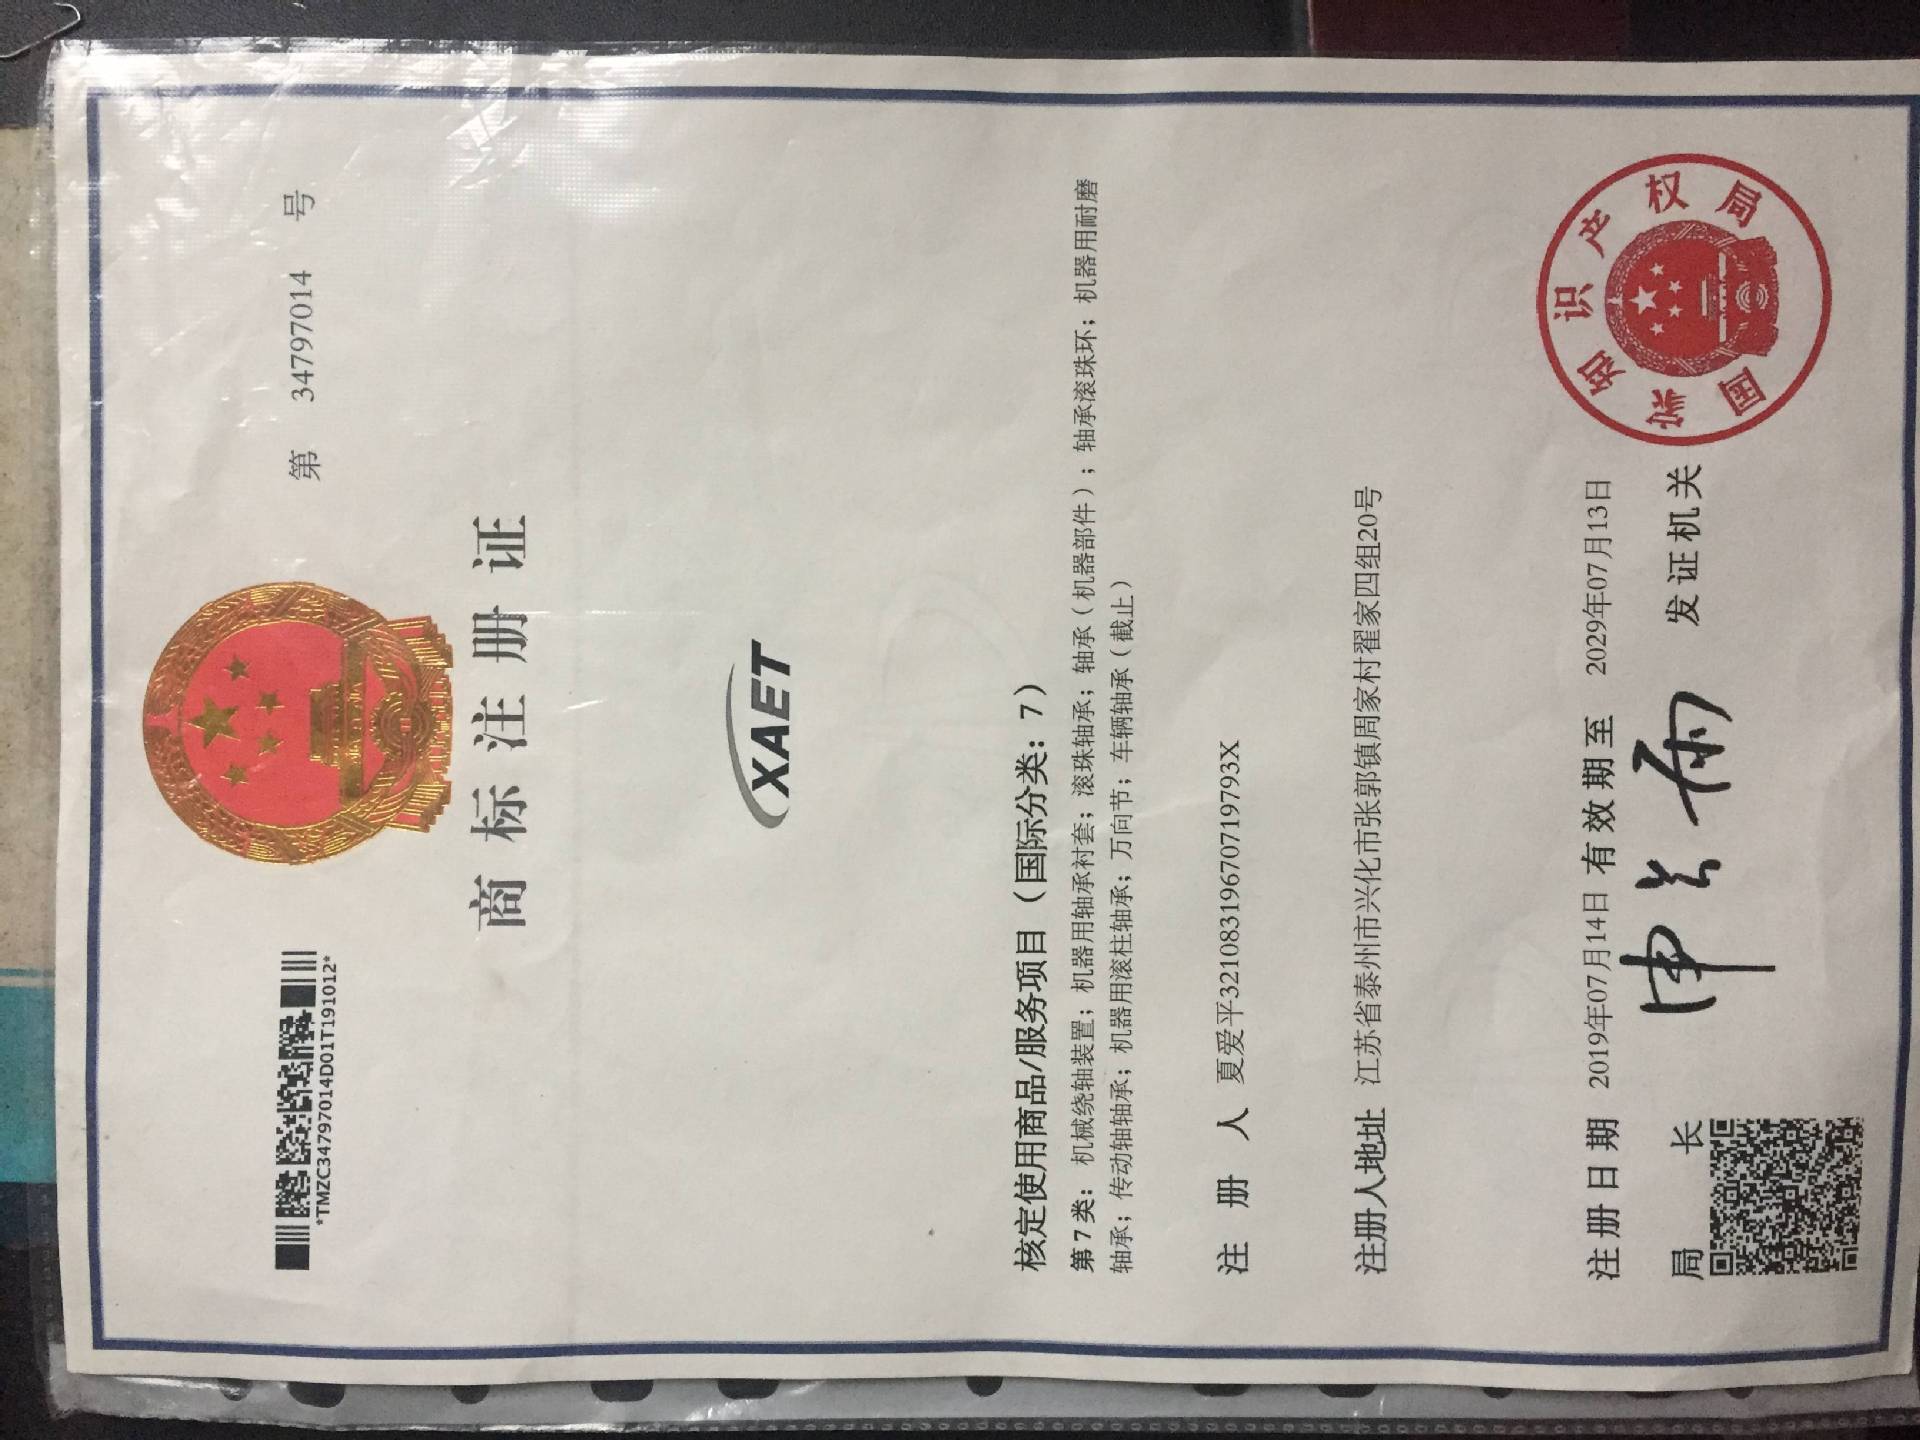 *TMZC34797014D01T191012*
第 34797014 号
商标注册证
XAET
核定使用商品/服务项目（国际分类：7）
第7类：机械绕轴装置；机器用轴承衬套；滚珠轴承；轴承（机器部件）；轴承滚珠环；机器用耐磨
轴承；传动轴轴承；机器用滚柱轴承；万向节；车辆轴承（截止）
注册人 夏爱平32108319670719793X
注册人地址 江苏省泰州市兴化市张郭镇周家村翟家四组20号
注册日期 2019年07月14日 有效期至 2029年07月13日
局长 申长雨 发证机关
国家知识产权局